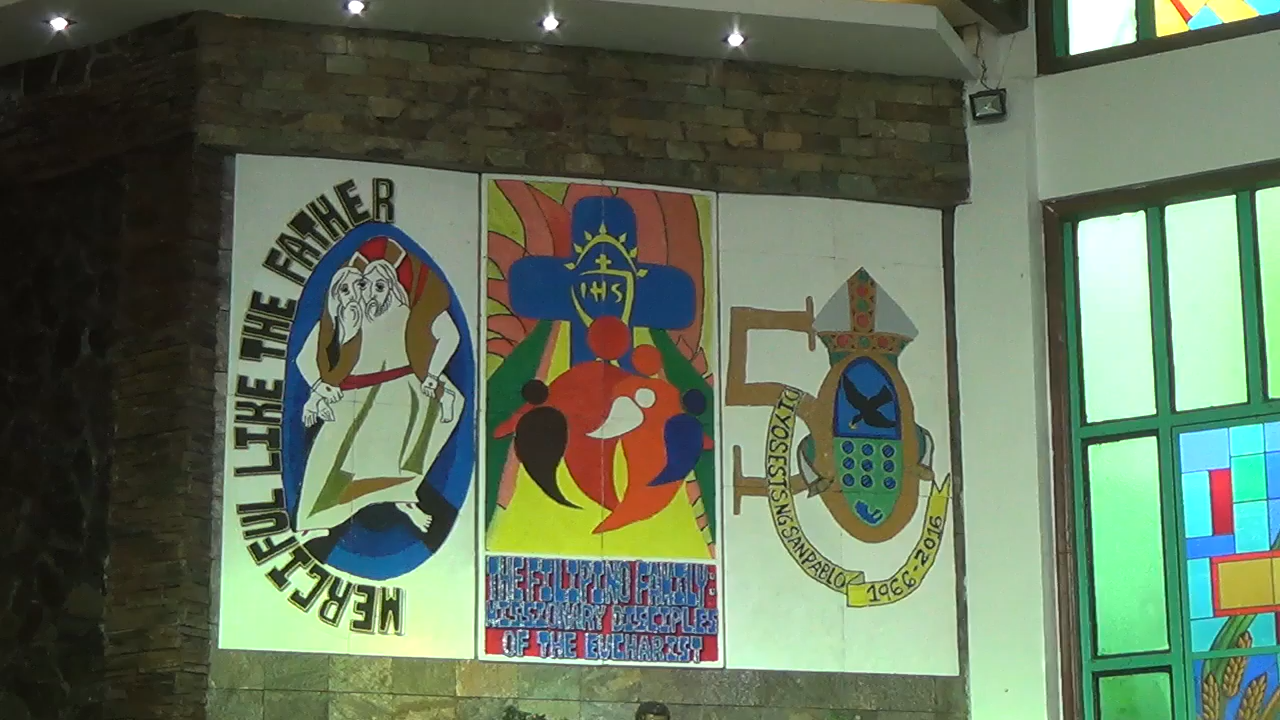 MERCIFUL LIKE THE FATHER
IHS
THE FILIPINO FAMILY:
MISSIONARY DISCIPLES
OF THE EUCHARIST
50
DIYOSESIS NG SAN PABLO
1966-2016